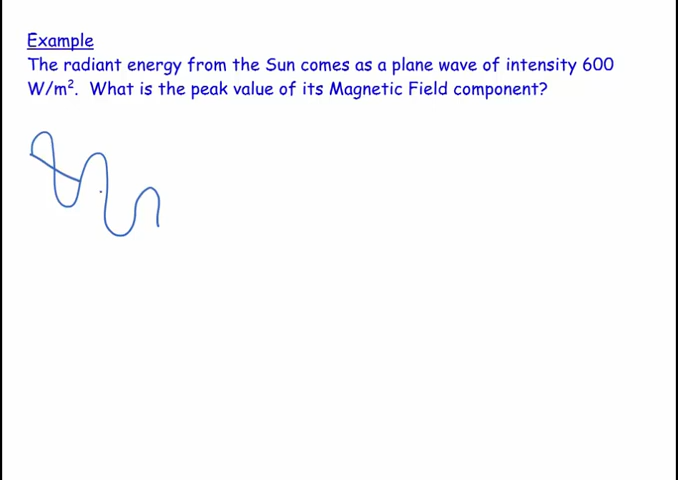 Example
The radiant energy from the Sun comes as a plane wave of intensity 600
W/m². What is the peak value of its Magnetic Field component?